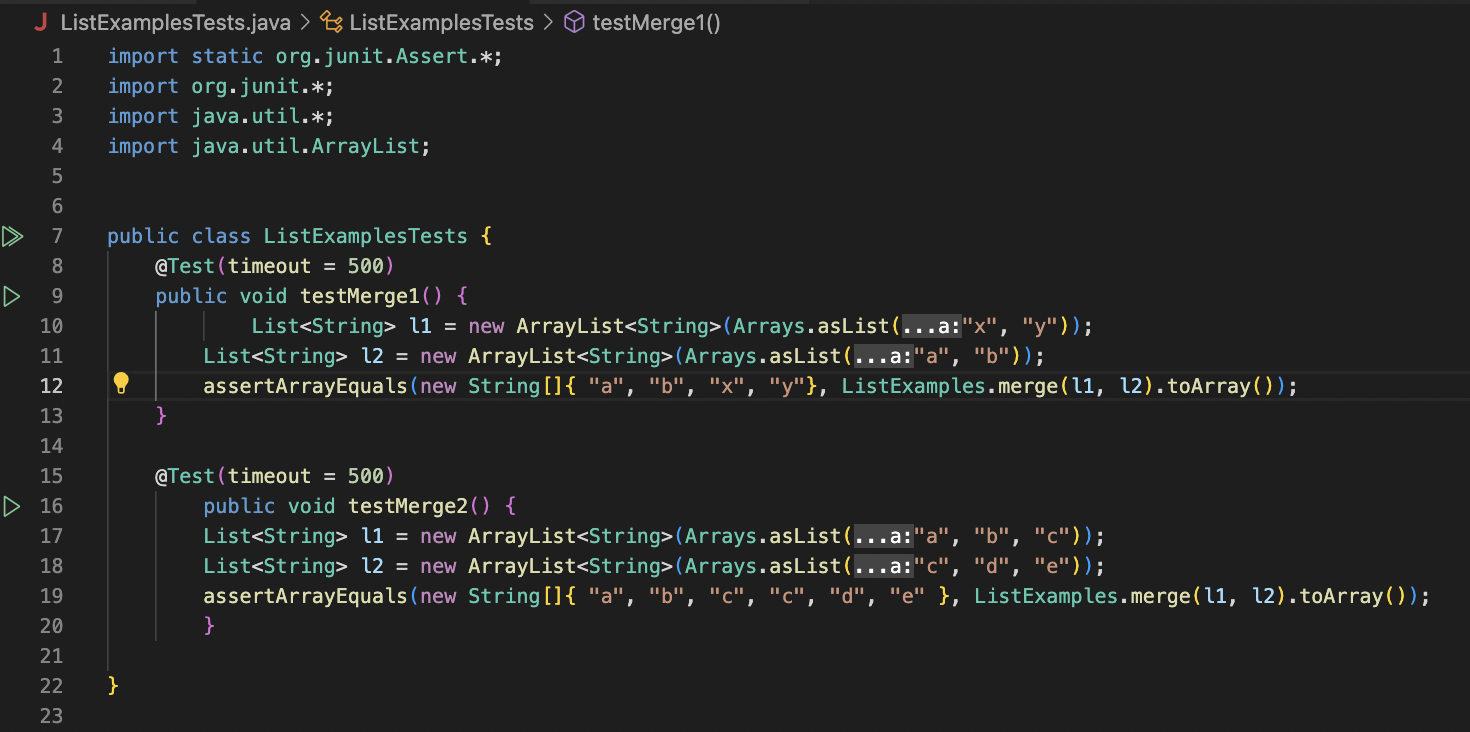 ListExamplesTests.java > ListExamplesTests > testMerge1()
1 import static org.junit.Assert.*;
2 import org.junit.*;
3 import java.util.*;
4 import java.util.ArrayList;
5
6
7 public class ListExamplesTests {
8     @Test(timeout = 500)
9     public void testMerge1() {
10             List<String> l1 = new ArrayList<String>(Arrays.asList(...a:"x", "y"));
11         List<String> l2 = new ArrayList<String>(Arrays.asList(...a:"a", "b"));
12         assertArrayEquals(new String[]{ "a", "b", "x", "y"}, ListExamples.merge(l1, l2).toArray());
13     }
14
15     @Test(timeout = 500)
16         public void testMerge2() {
17         List<String> l1 = new ArrayList<String>(Arrays.asList(...a:"a", "b", "c"));
18         List<String> l2 = new ArrayList<String>(Arrays.asList(...a:"c", "d", "e"));
19         assertArrayEquals(new String[]{ "a", "b", "c", "c", "d", "e" }, ListExamples.merge(l1, l2).toArray());
20         }
21
22 }
23